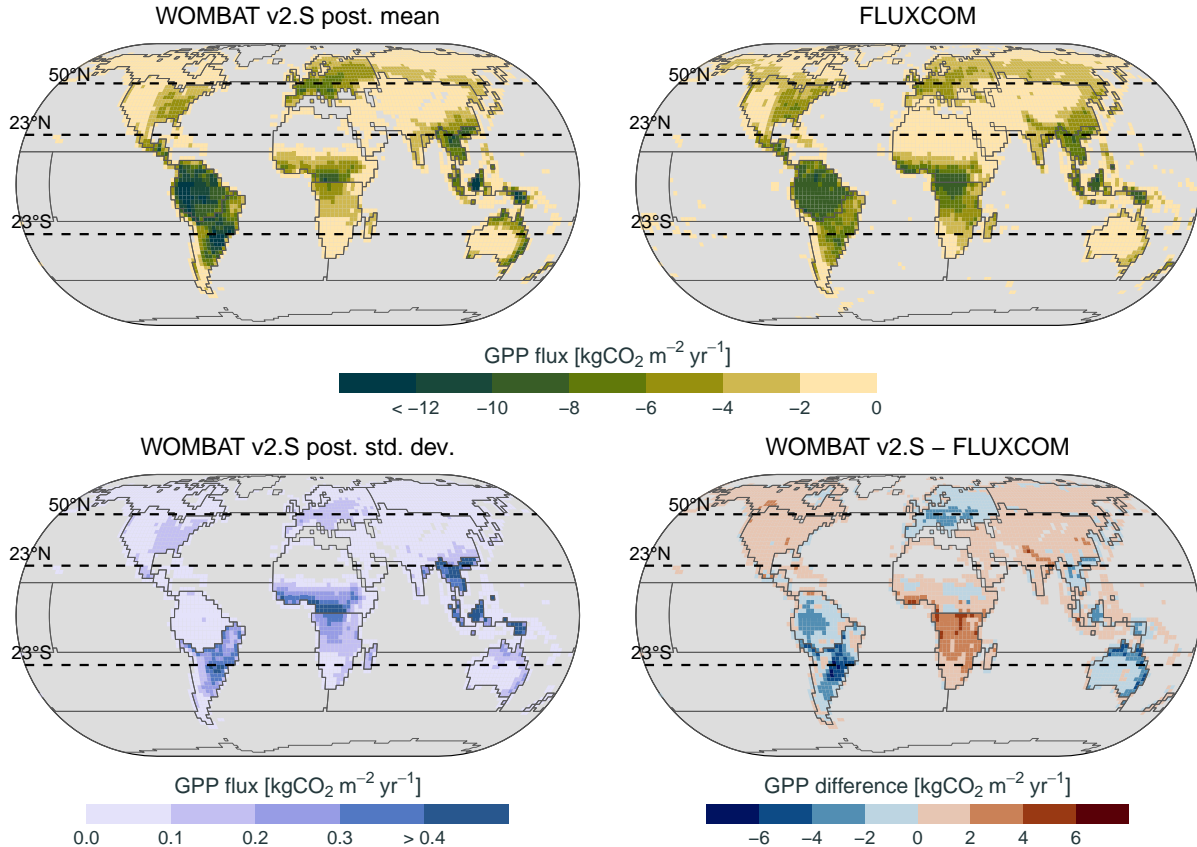 WOMBAT v2.S post. mean
FLUXCOM
50°N
23°N
23°S
50°N
23°N
23°S
GPP flux [kgCO₂ m⁻² yr⁻¹]
< −12 −10 −8 −6 −4 −2 0
WOMBAT v2.S post. std. dev.
WOMBAT v2.S − FLUXCOM
50°N
23°N
23°S
50°N
23°N
23°S
GPP flux [kgCO₂ m⁻² yr⁻¹]
0.0 0.1 0.2 0.3 > 0.4
GPP difference [kgCO₂ m⁻² yr⁻¹]
−6 −4 −2 0 2 4 6